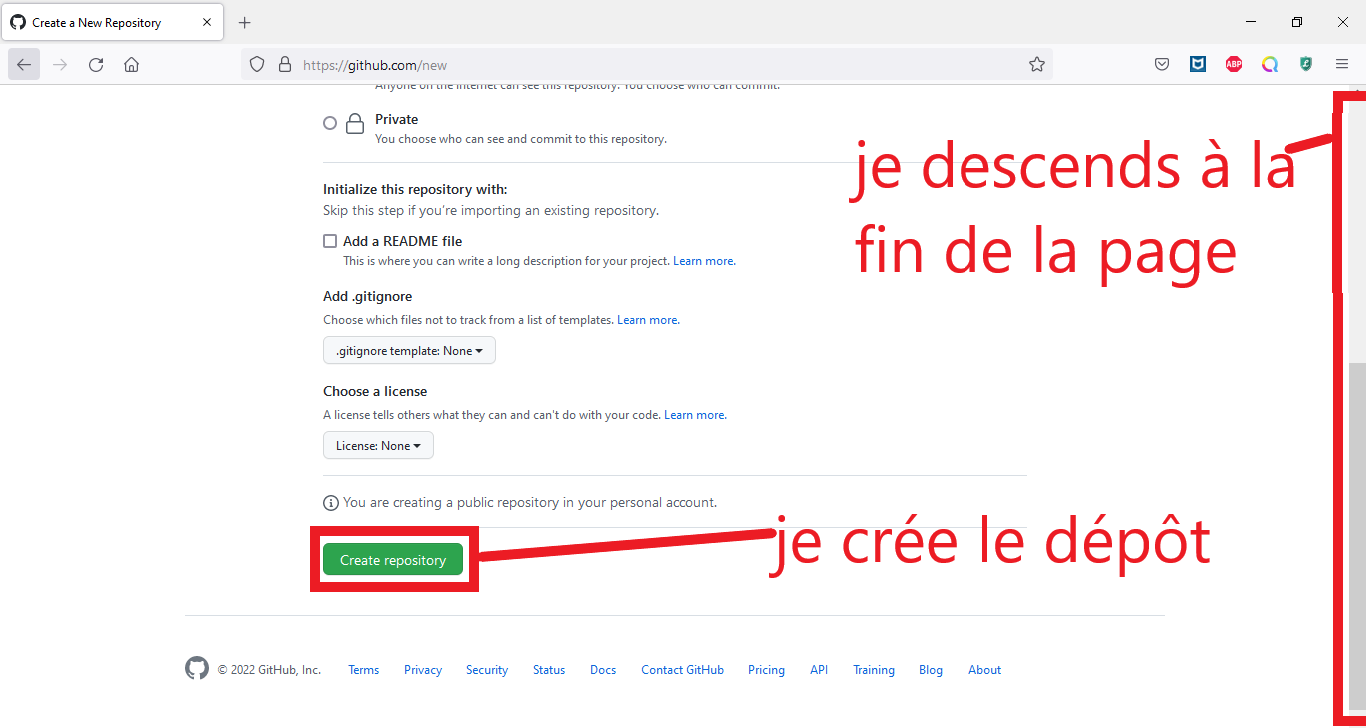 Create a New Repository
https://github.com/new
ABP
Anyone on the internet can see this repository. You choose who can commit.
Private
You choose who can see and commit to this repository.
je descends à la
fin de la page
Initialize this repository with:
Skip this step if you're importing an existing repository.
Add a README file
This is where you can write a long description for your project. Learn more.
Add .gitignore
Choose which files not to track from a list of templates. Learn more.
.gitignore template: None
Choose a license
A license tells others what they can and can't do with your code. Learn more.
License: None
You are creating a public repository in your personal account.
je crée le dépôt
Create repository
© 2022 GitHub, Inc. Terms Privacy Security Status Docs Contact GitHub Pricing API Training Blog About